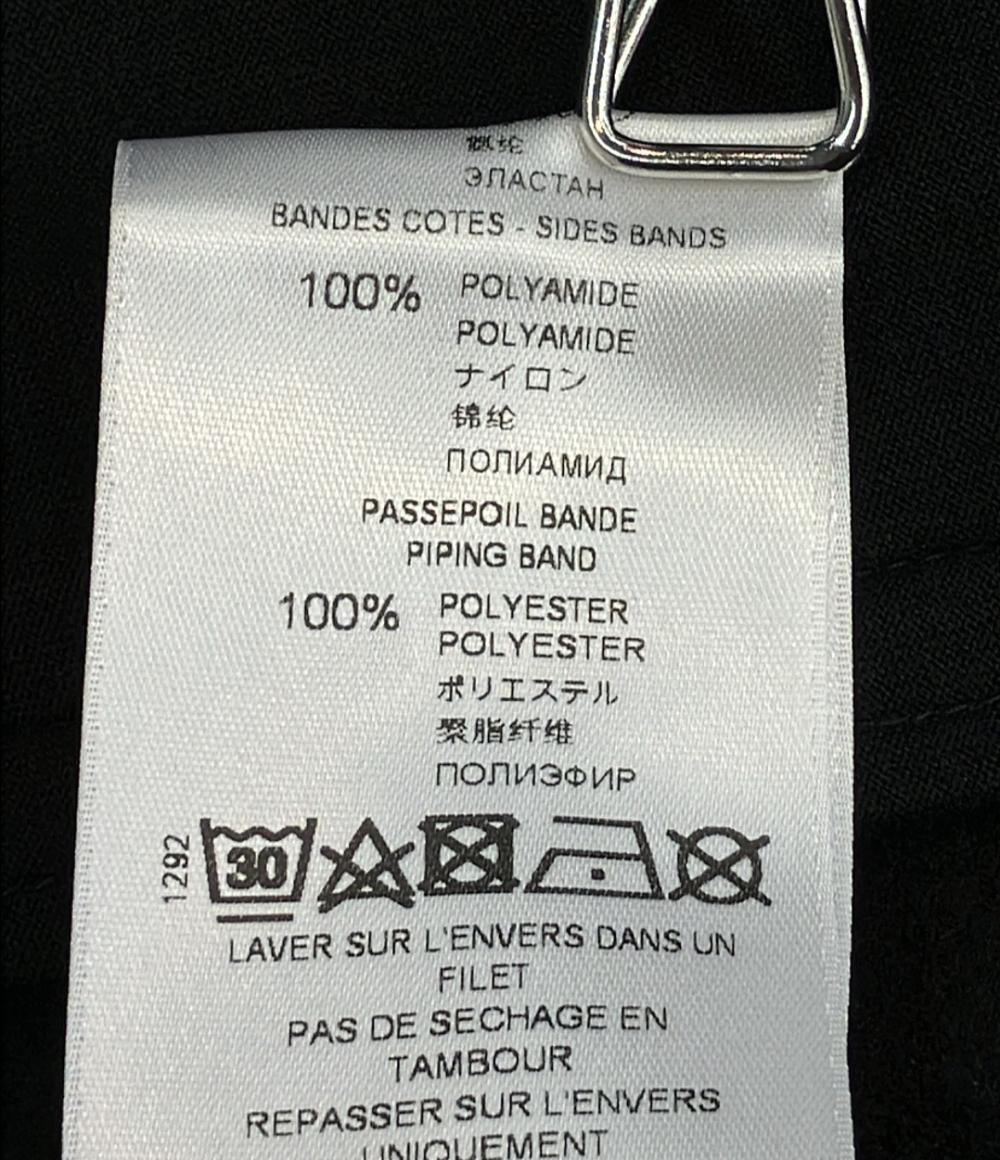 氨纶
ЭЛАСТАН
BANDES COTES - SIDES BANDS
100% POLYAMIDE
POLYAMIDE
ナイロン
锦纶
ПОЛИАМИД
PASSEPOIL BANDE
PIPING BAND
100% POLYESTER
POLYESTER
ポリエステル
聚脂纤维
ПОЛИЭФИР
1292
30
LAVER SUR L'ENVERS DANS UN
FILET
PAS DE SECHAGE EN
TAMBOUR
REPASSER SUR L'ENVERS
UNIQUEMENT